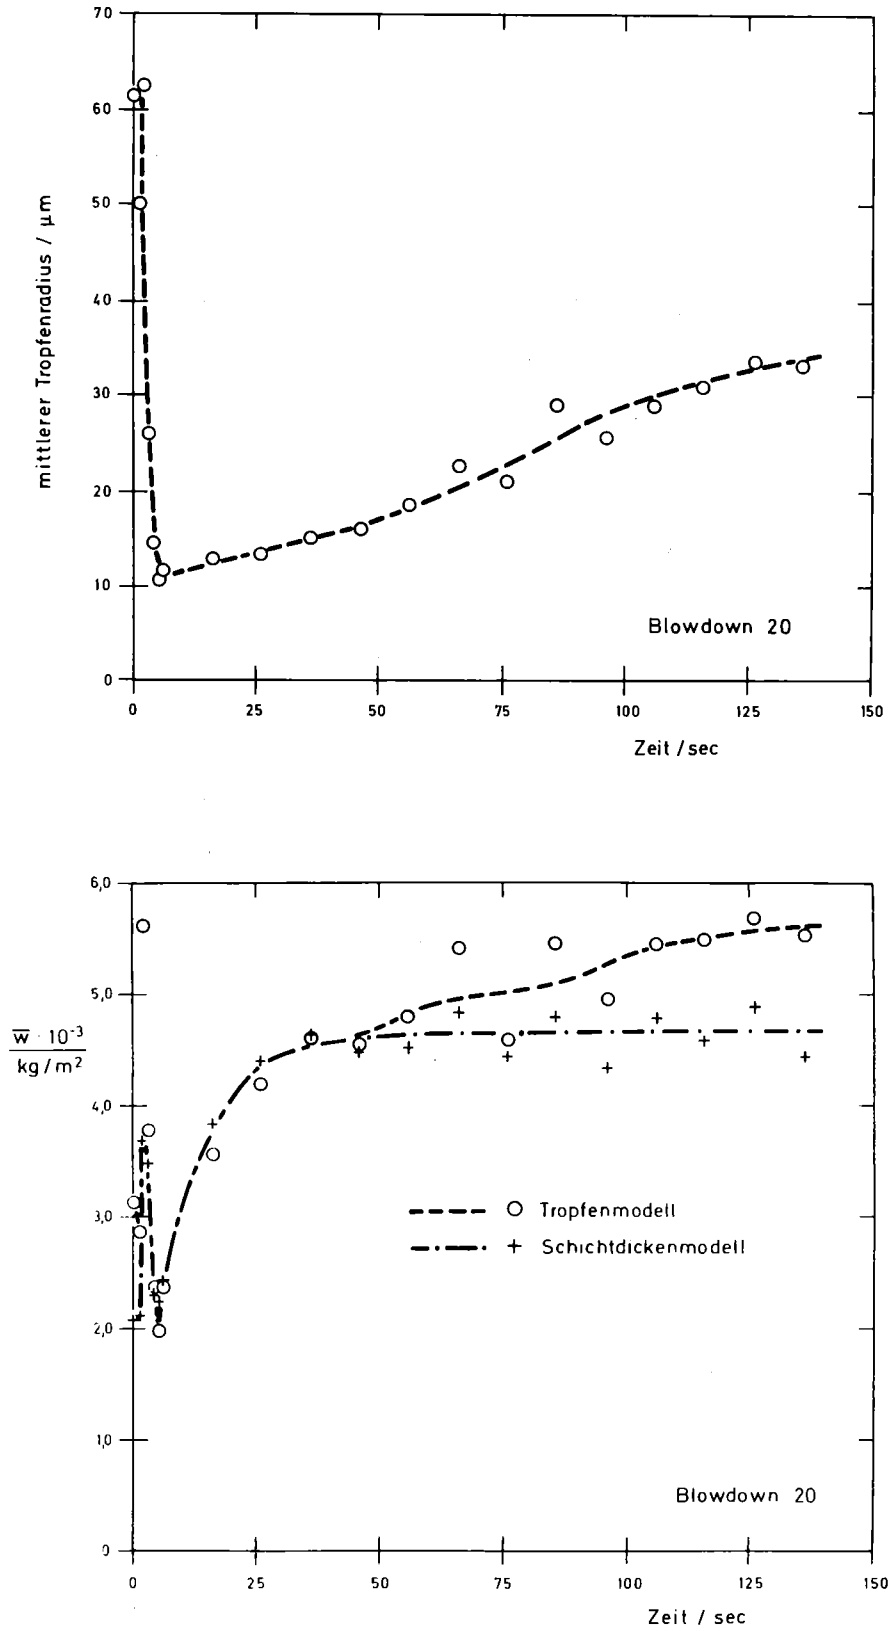 70
60
50
40
30
20
10
0
mittlerer Tropfenradius / μm
Blowdown 20
0 25 50 75 100 125 150
Zeit /sec
6,0
5,0
w̅ · 10⁻³
kg/m²
4,0
3,0
2,0
1,0
0
Tropfenmodell
Schichtdickenmodell
Blowdown 20
0 25 50 75 100 125 150
Zeit / sec